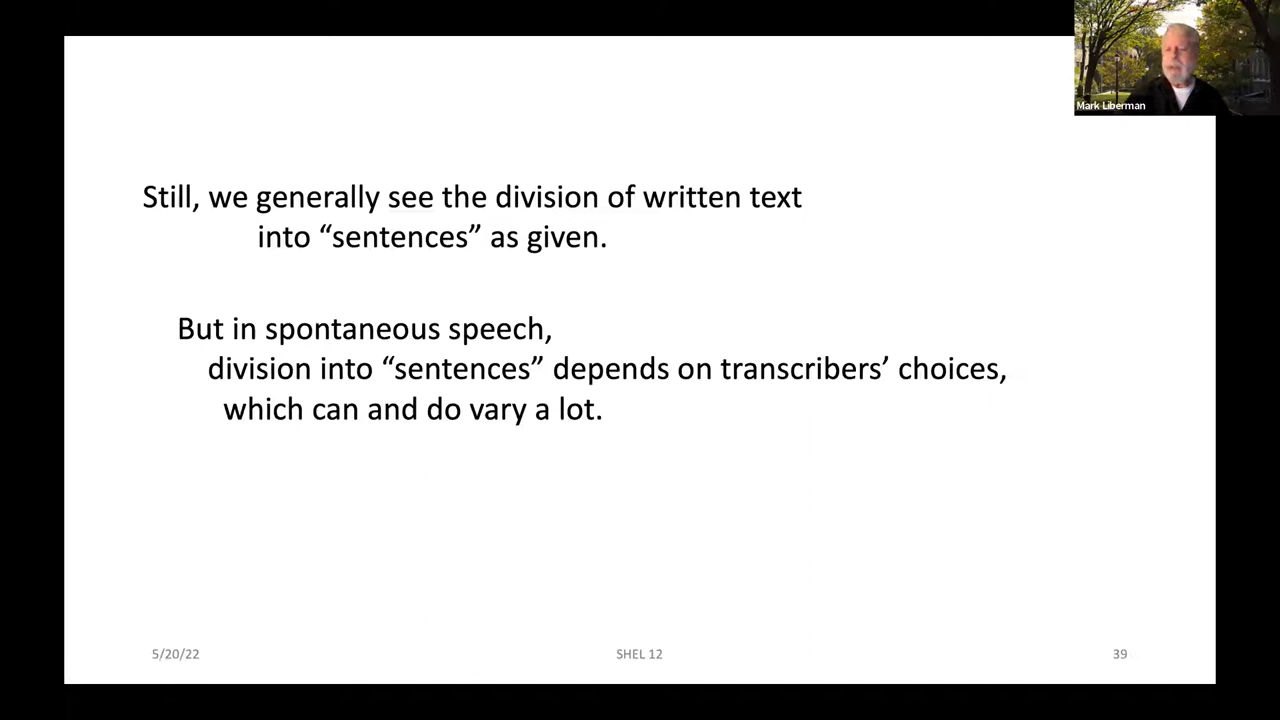 Mark Liberman
Still, we generally see the division of written text
into “sentences” as given.
But in spontaneous speech,
division into “sentences” depends on transcribers’ choices,
which can and do vary a lot.
5/20/22
SHEL 12
39